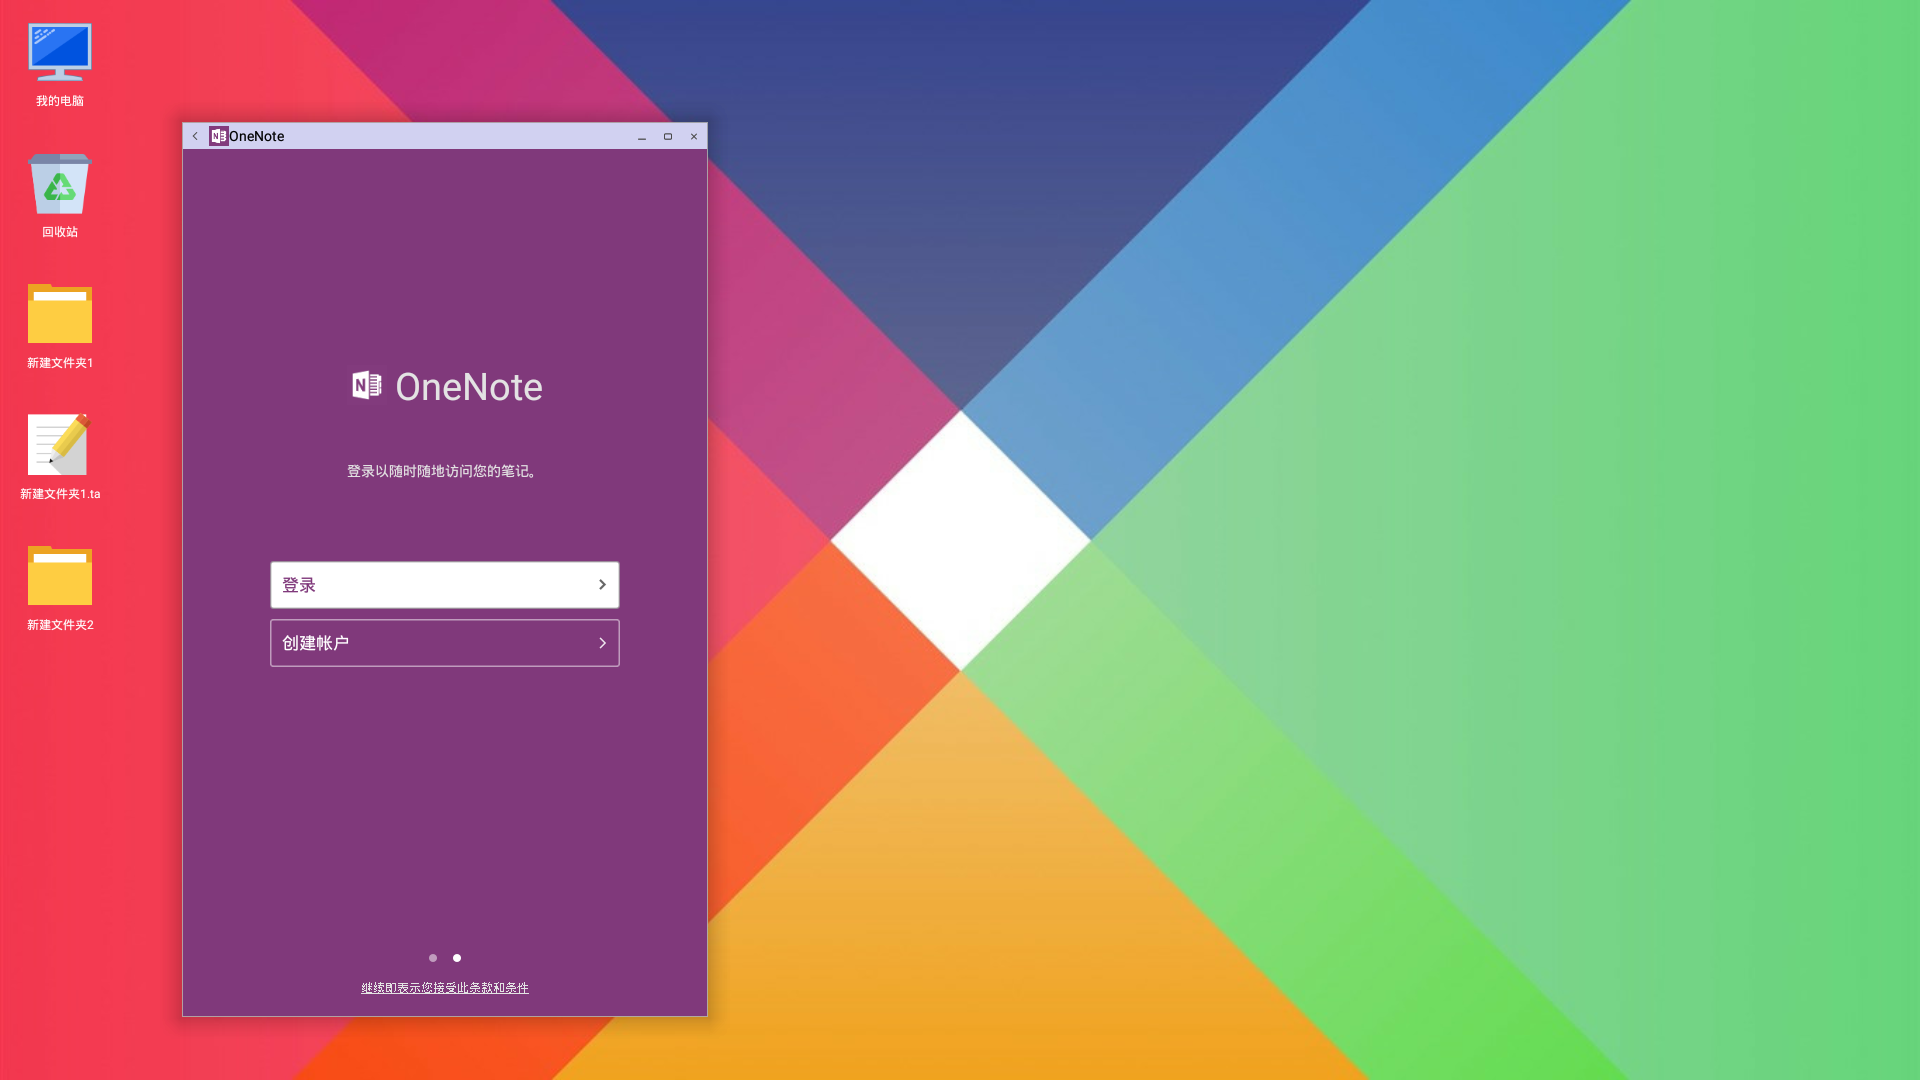 我的电脑
回收站
新建文件夹1
新建文件夹1.ta
新建文件夹2
OneNote
N OneNote
登录以随时随地访问您的笔记。
登录
创建帐户
继续即表示您接受此条款和条件